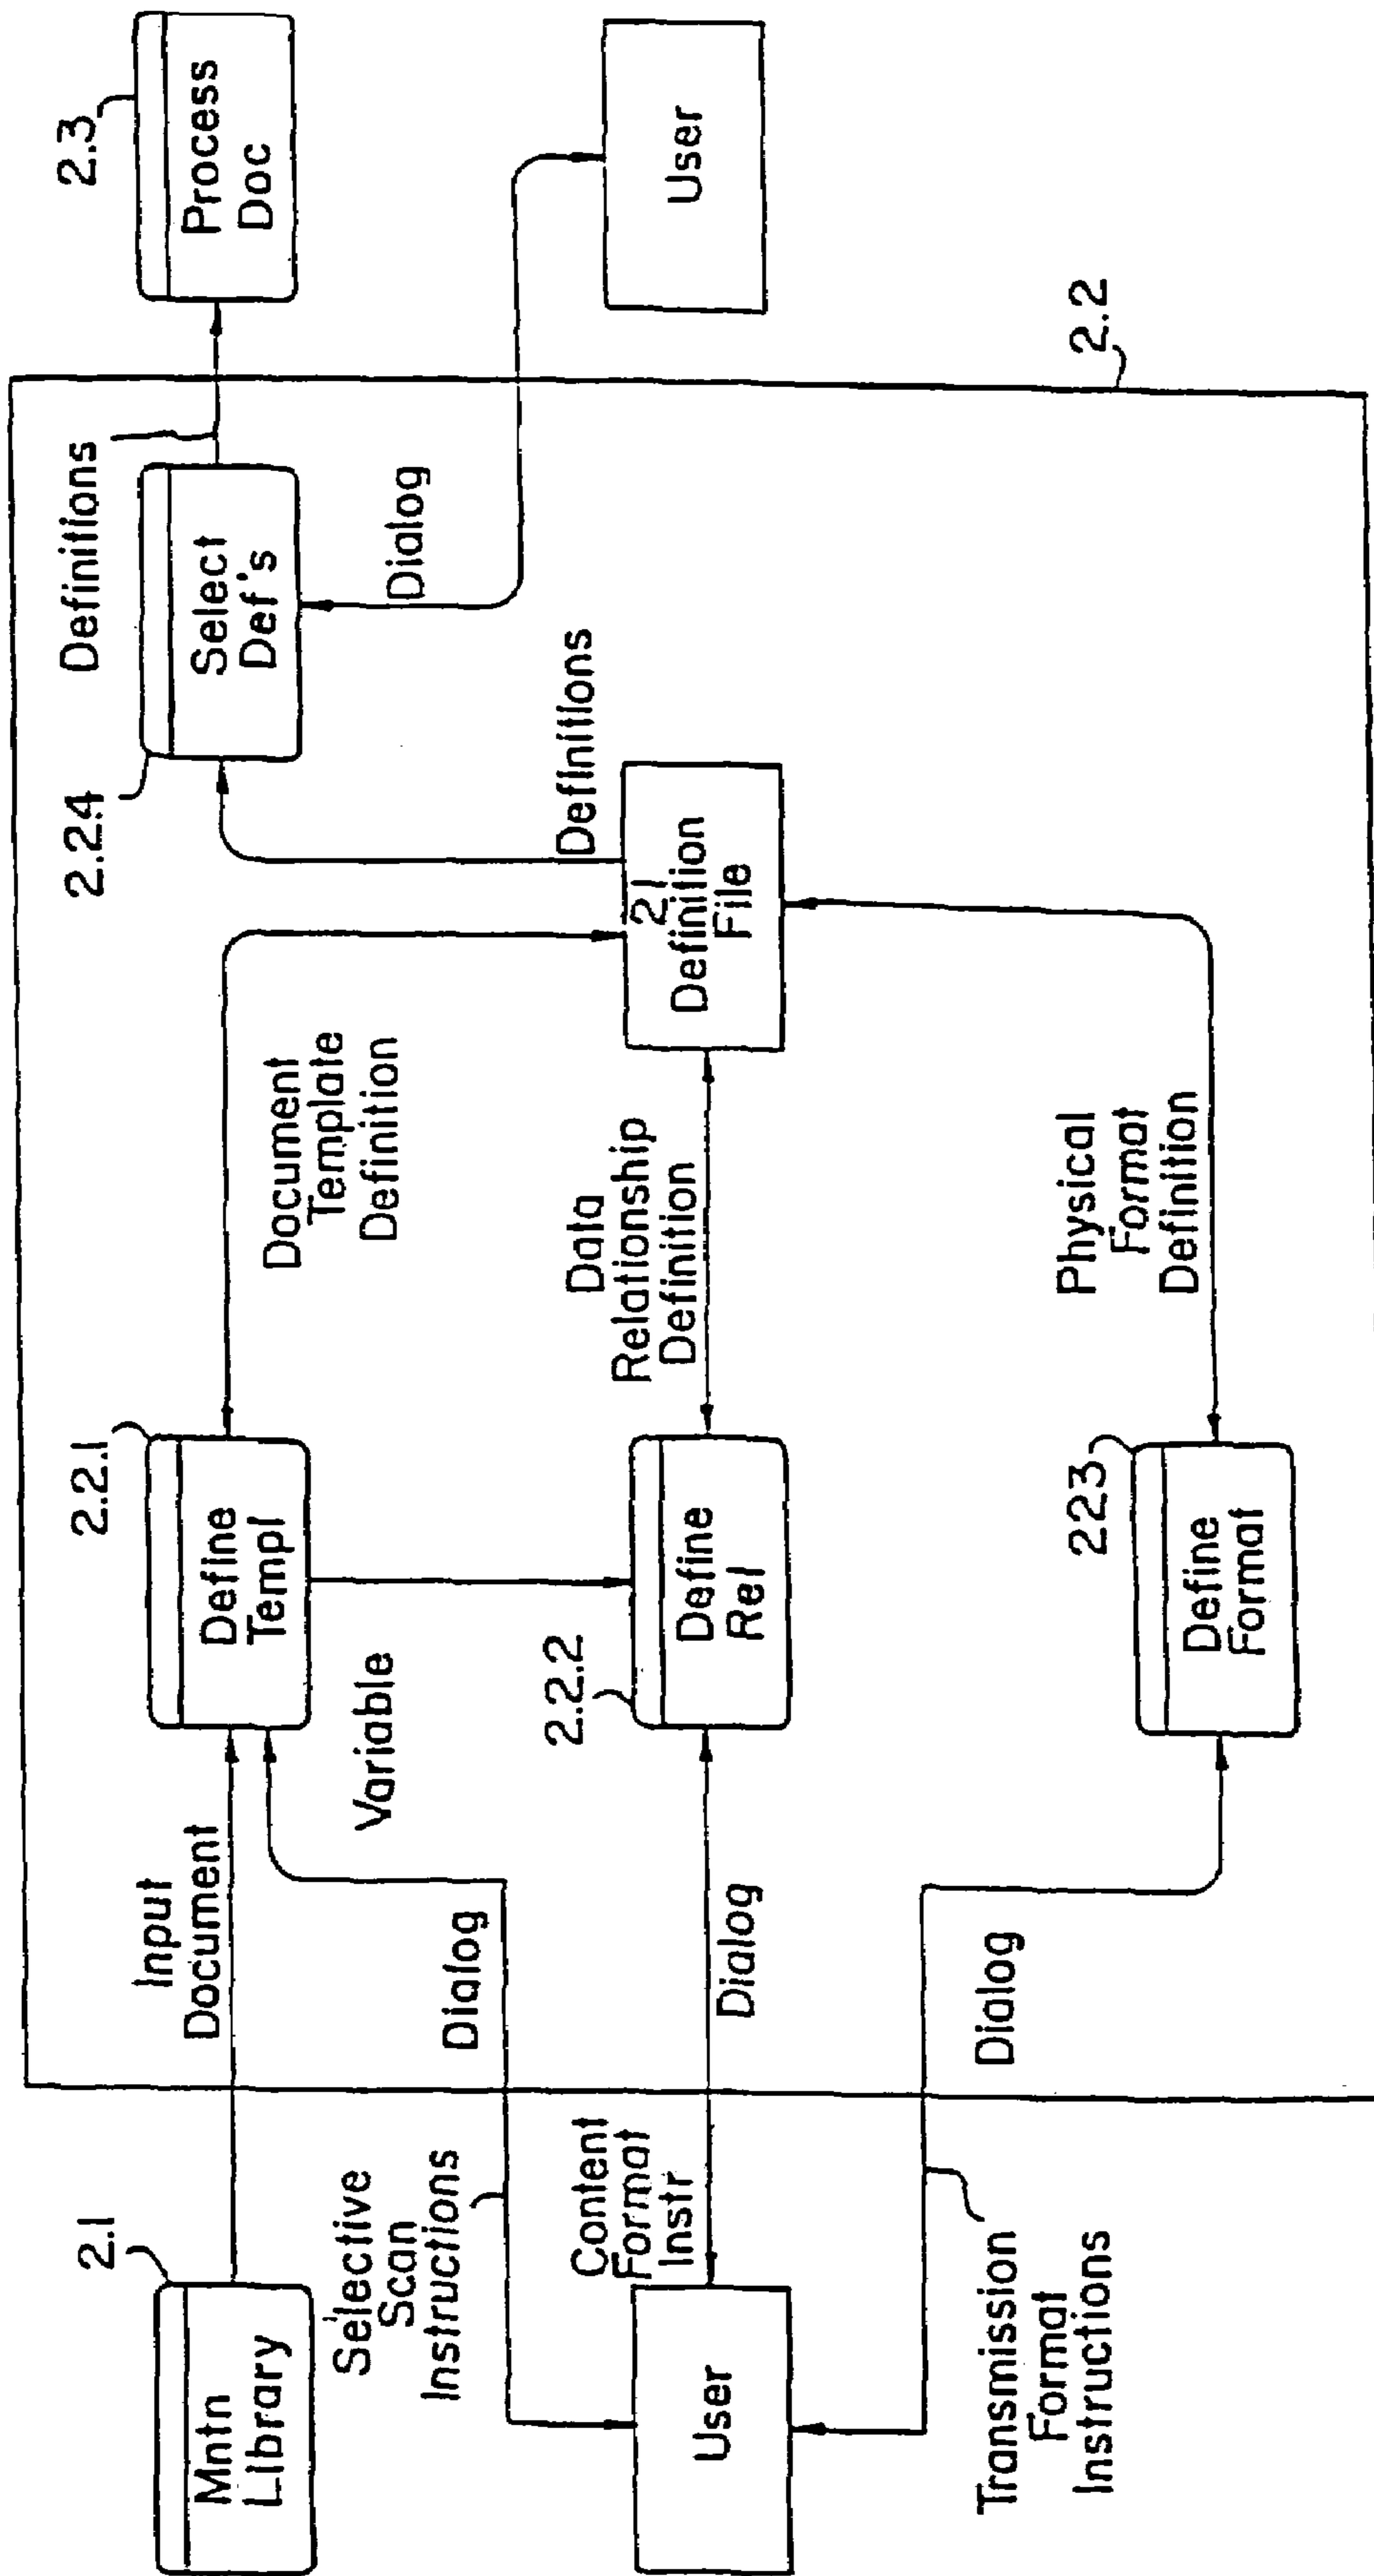 2.1
Mntn
Library
Input
Document
2.2.1
Define
Templ
Document
Template
Definition
2.2.4
Select
Def's
Definitions
2.3
Process
Doc
Selective
Scan
Instructions
Dialog
Variable
Dialog
User
Content
Format
Instr
Dialog
2.2.2
Define
Rel
Data
Relationship
Definition
2.1
Definition
File
Definitions
User
Transmission
Format
Instructions
Dialog
223
Define
Format
Physical
Format
Definition
2.2